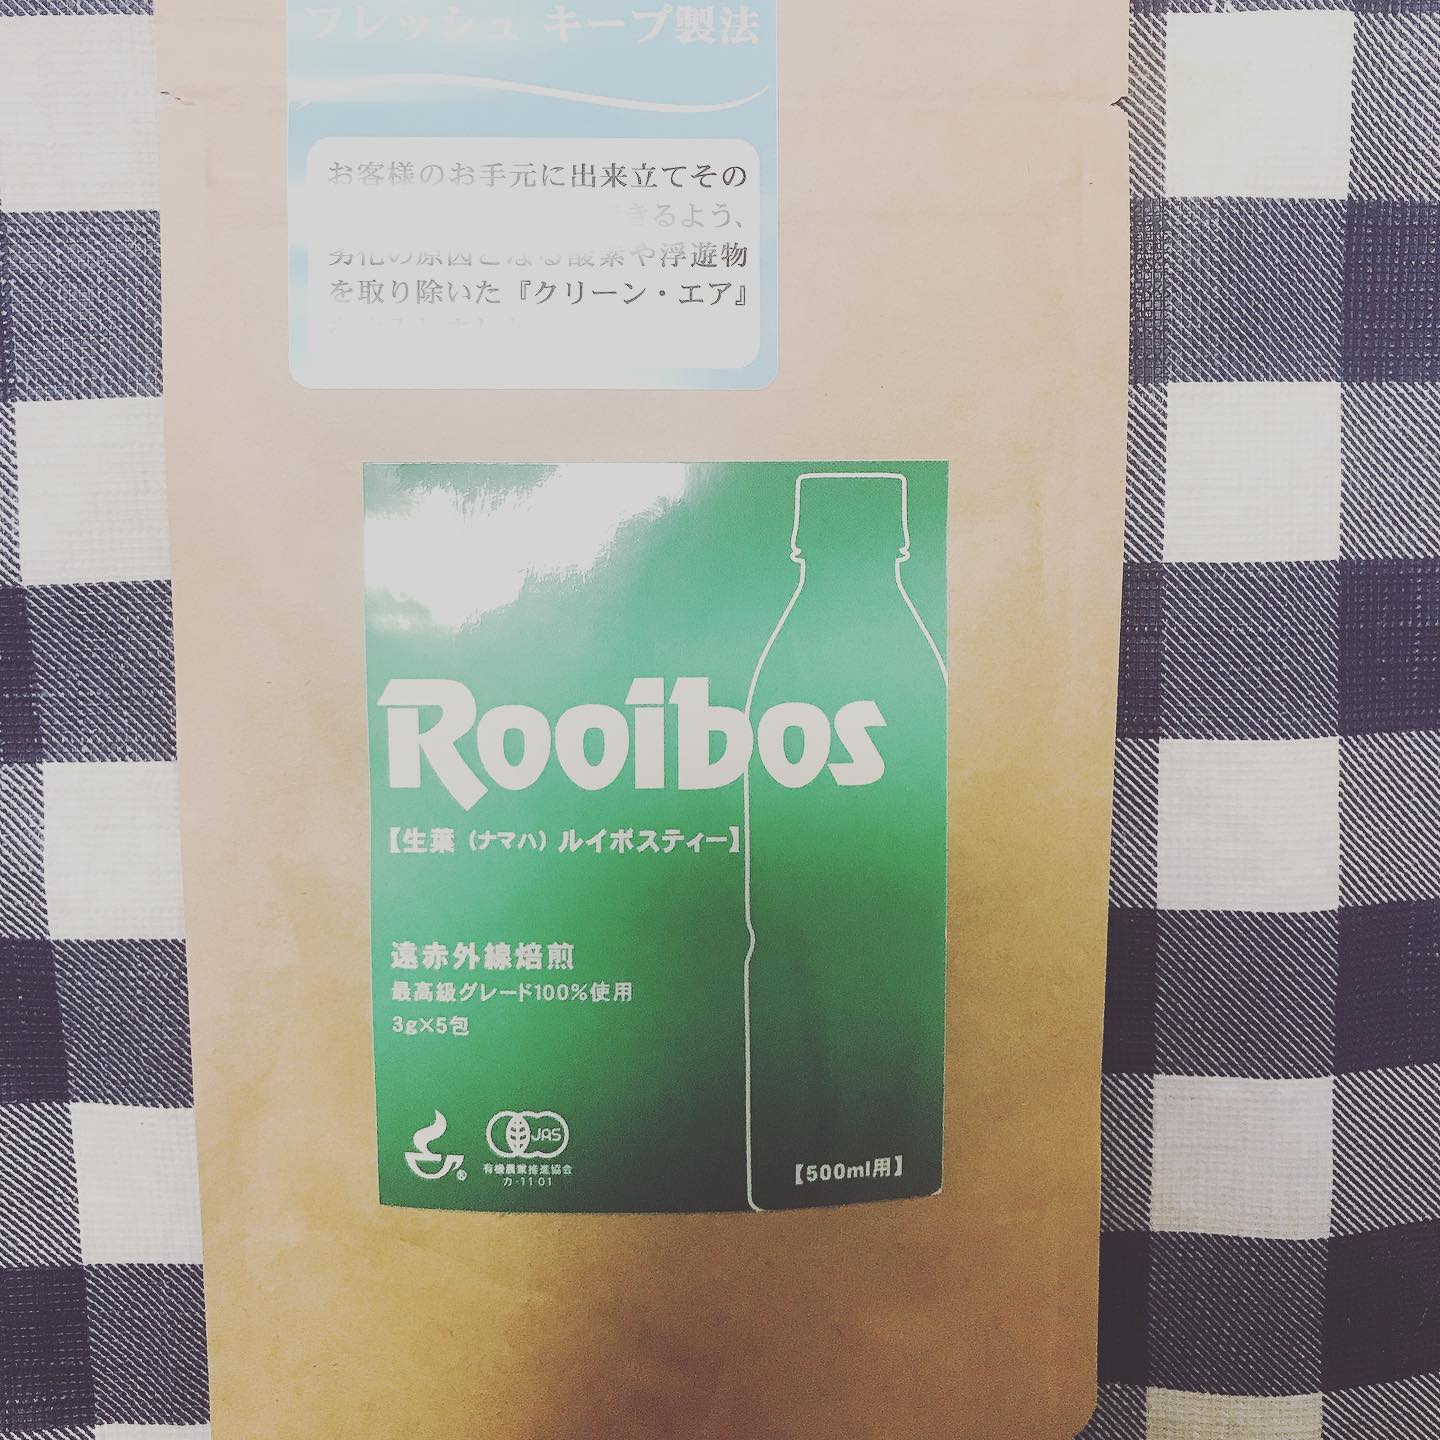 フレッシュ キープ製法
お客様のお手元に出来立てその
きるよう、
劣化の原因となる酸素や浮遊物
を取り除いた『クリーン・エア』
Rooibos
【生葉（ナマハ）ルイボスティー】
遠赤外線焙煎
最高級グレード100%使用
3g×5包
®
JAS
有機農業推進協会
カ-11-01
【500ml用】